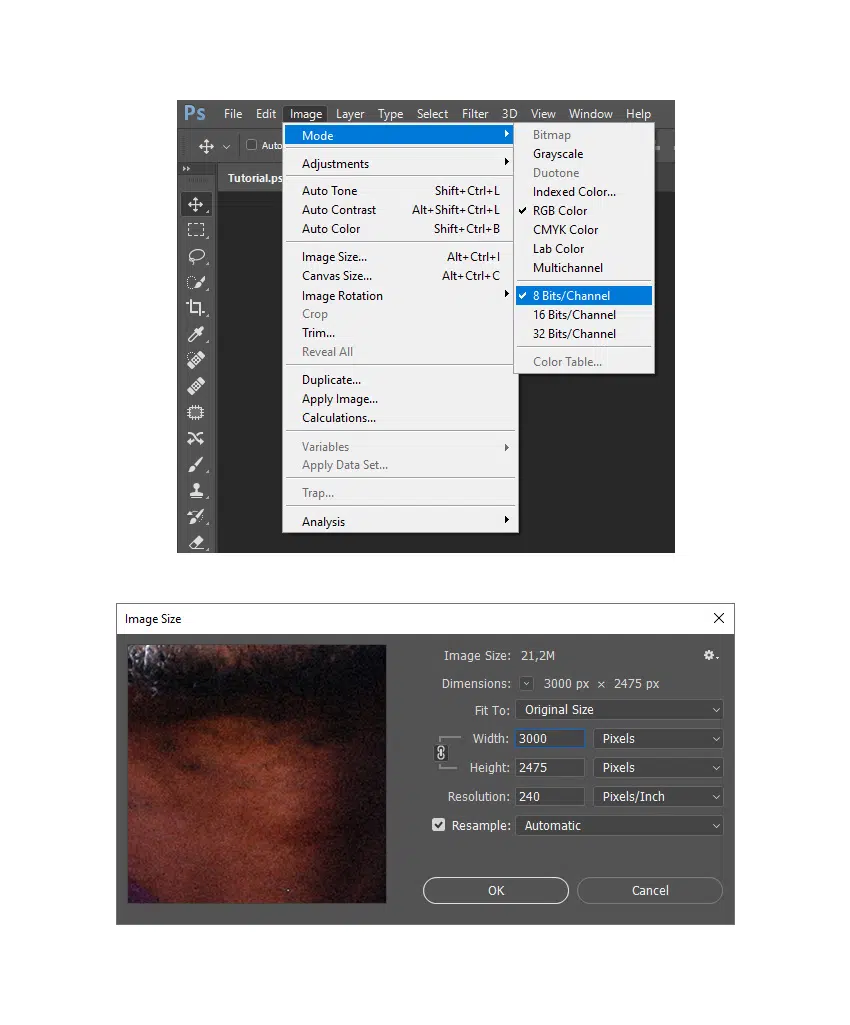 Ps File Edit Image Layer Type Select Filter 3D View Window Help
Auto
Tutorial.ps
Mode
Adjustments
Auto Tone Shift+Ctrl+L
Auto Contrast Alt+Shift+Ctrl+L
Auto Color Shift+Ctrl+B
Image Size... Alt+Ctrl+I
Canvas Size... Alt+Ctrl+C
Image Rotation
Crop
Trim...
Reveal All
Duplicate...
Apply Image...
Calculations...
Variables
Apply Data Set...
Trap...
Analysis
Bitmap
Grayscale
Duotone
Indexed Color...
RGB Color
CMYK Color
Lab Color
Multichannel
8 Bits/Channel
16 Bits/Channel
32 Bits/Channel
Color Table...
Image Size
Image Size: 21,2M
Dimensions: 3000 px × 2475 px
Fit To: Original Size
Width: 3000 Pixels
Height: 2475 Pixels
Resolution: 240 Pixels/Inch
Resample: Automatic
OK Cancel